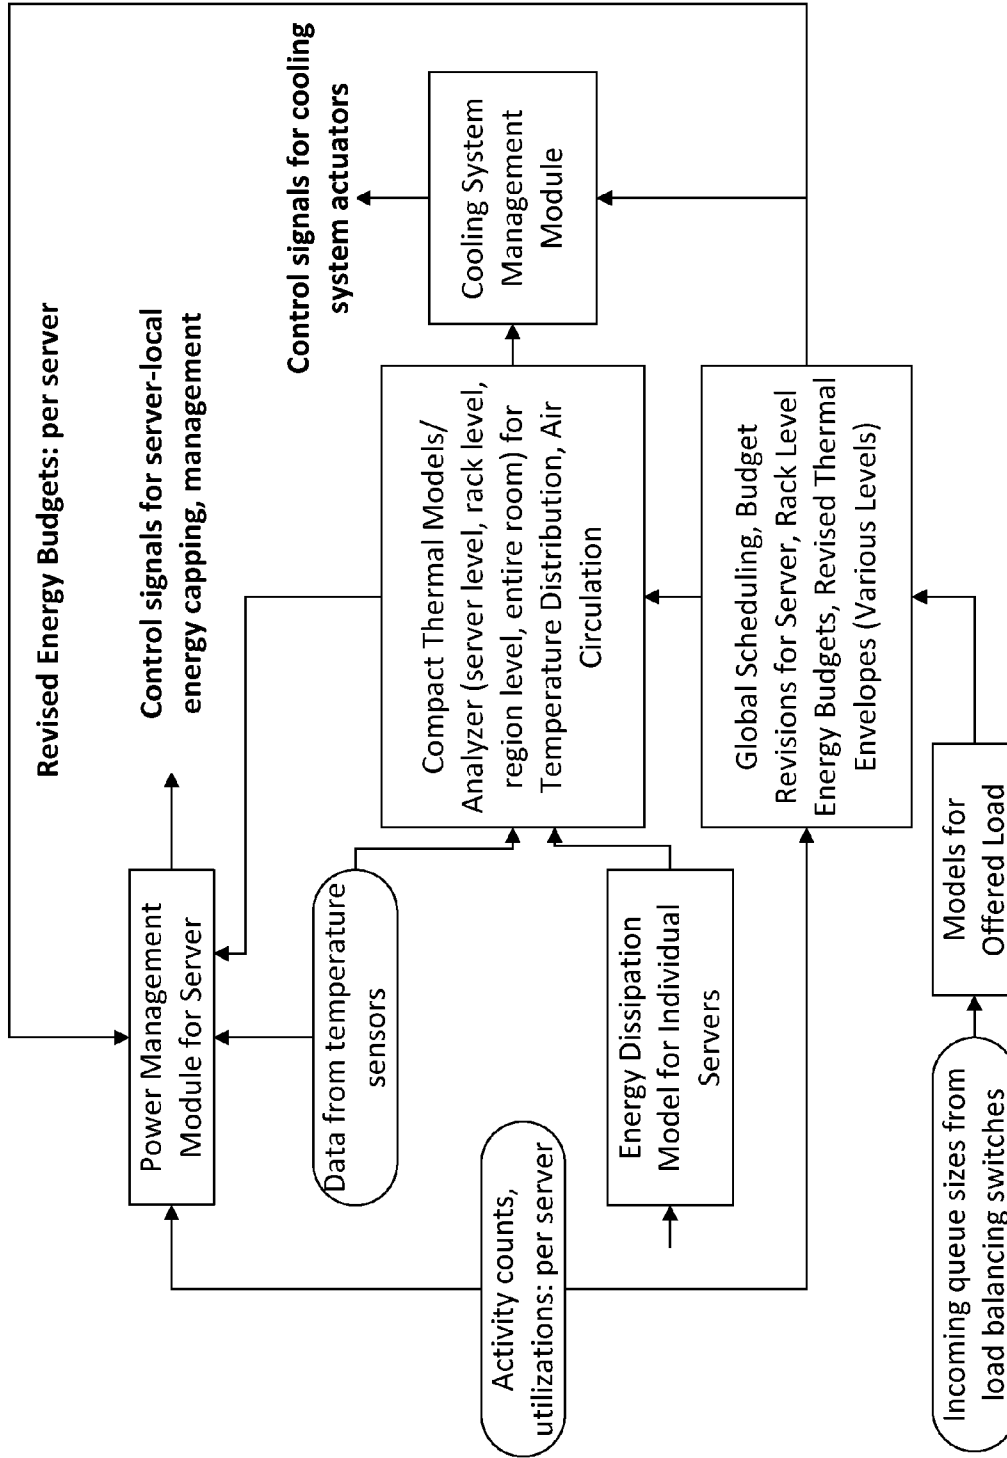 Revised Energy Budgets: per server
Control signals for server-local
energy capping, management
Control signals for cooling
system actuators
Power Management
Module for Server
Data from temperature
sensors
Activity counts,
utilizations: per server
Energy Dissipation
Model for Individual
Servers
Compact Thermal Models/
Analyzer (server level, rack level,
region level, entire room) for
Temperature Distribution, Air
Circulation
Cooling System
Management
Module
Global Scheduling, Budget
Revisions for Server, Rack Level
Energy Budgets, Revised Thermal
Envelopes (Various Levels)
Incoming queue sizes from
load balancing switches
Models for
Offered Load